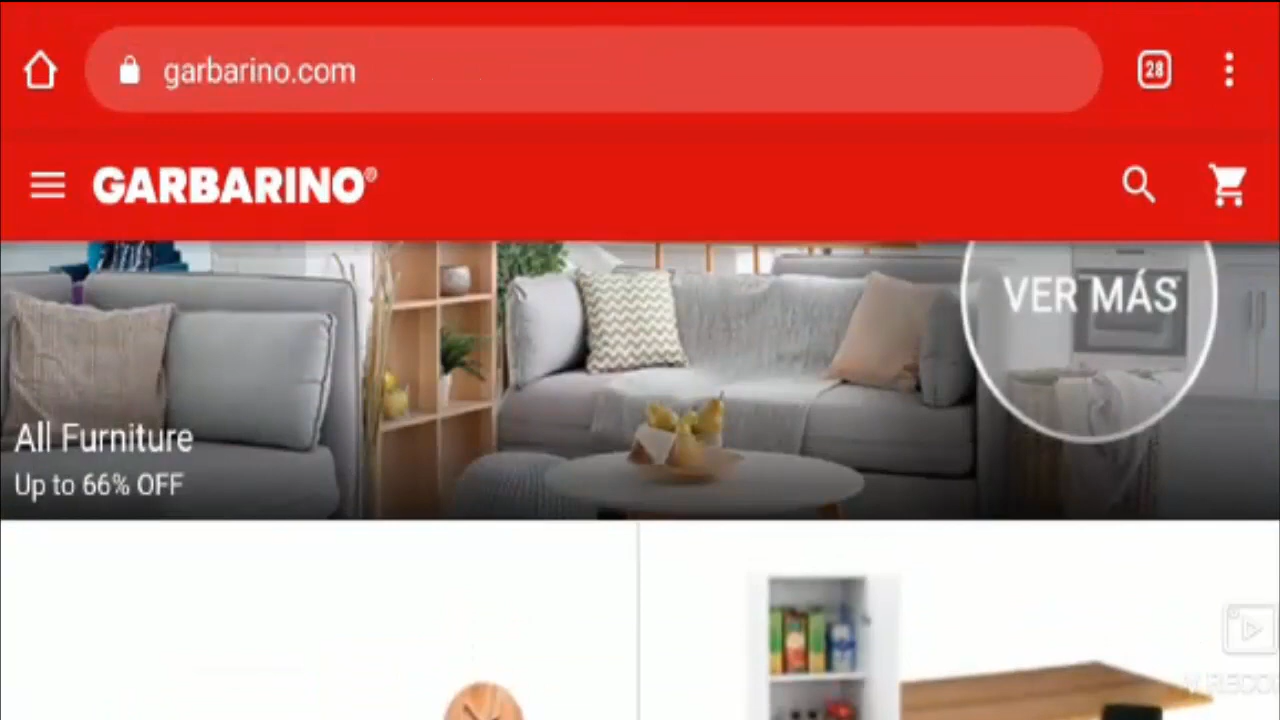 garbarino.com
28
GARBARINO®
VER MÁS
All Furniture
Up to 66% OFF